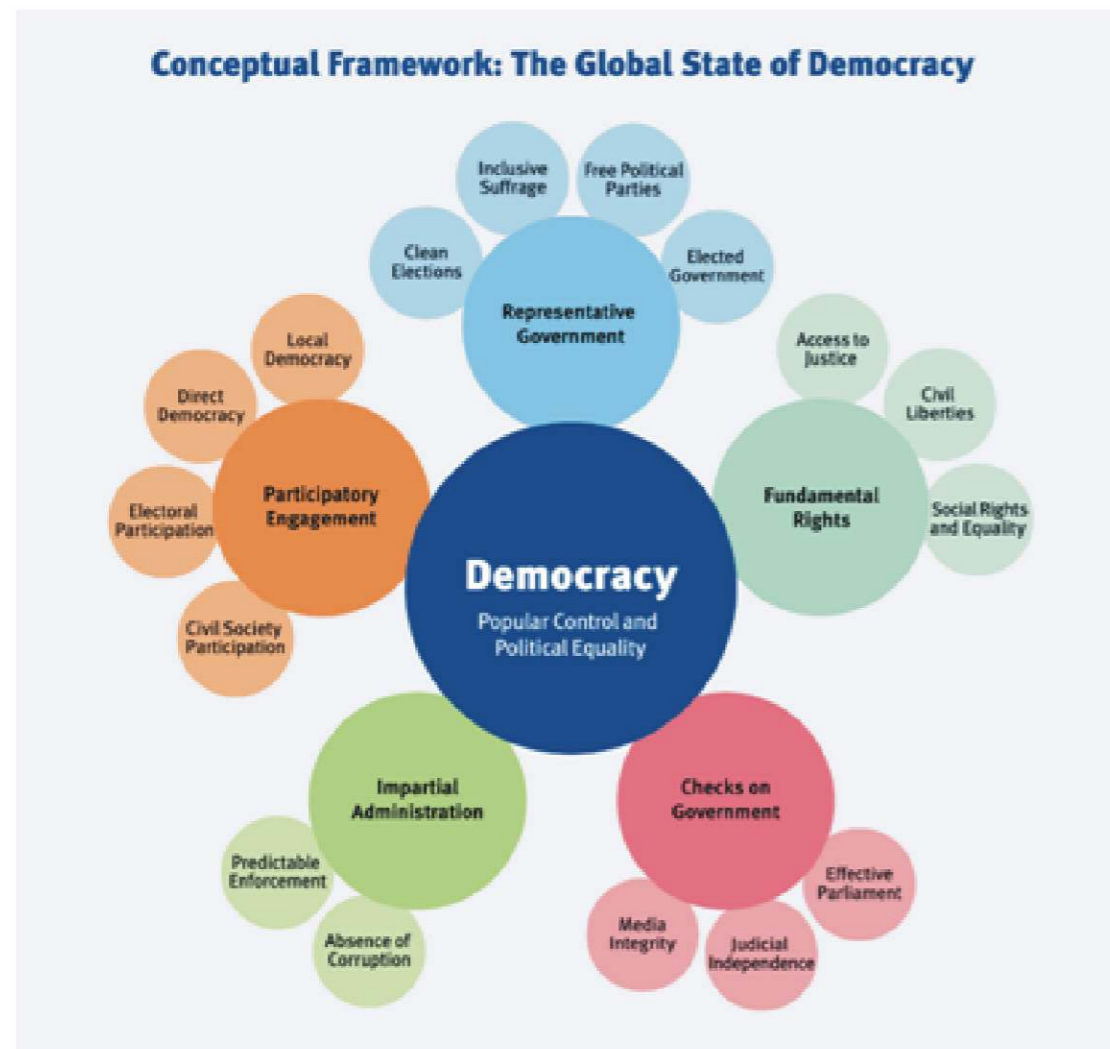 Conceptual Framework: The Global State of Democracy
Inclusive
Suffrage
Free Political
Parties
Clean
Elections
Elected
Government
Representative
Government
Local
Democracy
Direct
Democracy
Electoral
Participation
Civil Society
Participation
Participatory
Engagement
Access to
Justice
Civil
Liberties
Social Rights
and Equality
Fundamental
Rights
Democracy
Popular Control and
Political Equality
Impartial
Administration
Predictable
Enforcement
Absence of
Corruption
Checks on
Government
Effective
Parliament
Media
Integrity
Judicial
Independence